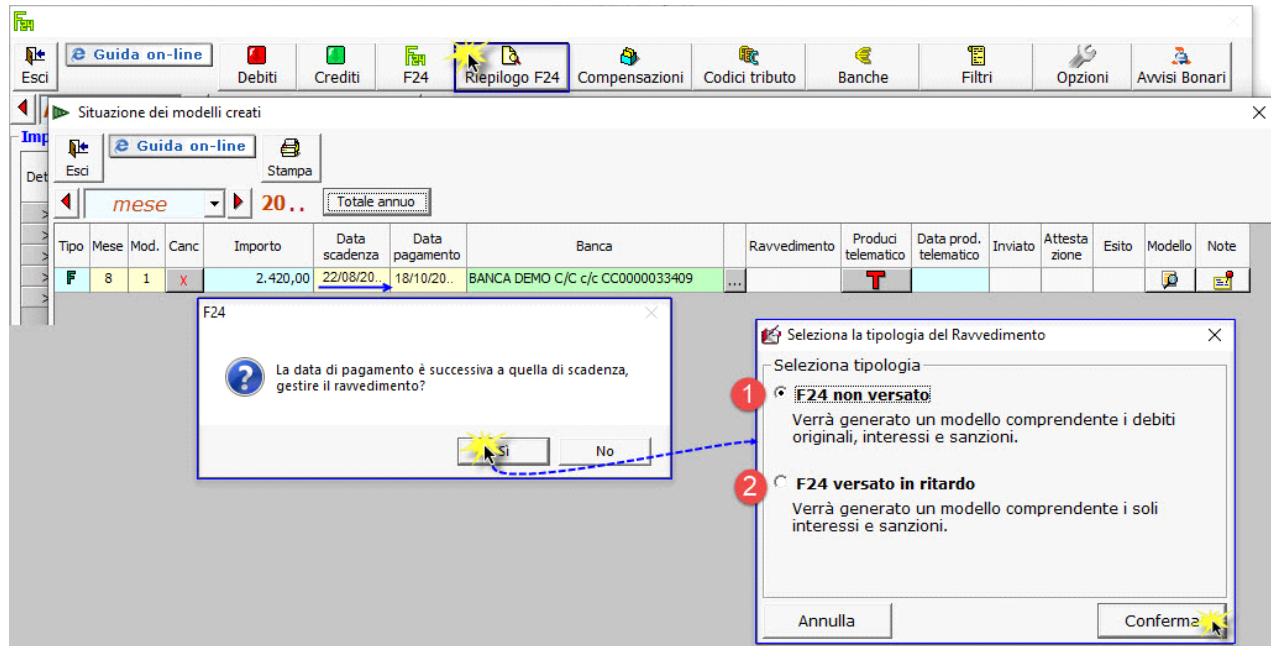 F24
Esci
Guida on-line
Debiti
Crediti
F24
Riepilogo F24
Compensazioni
Codici tributo
Banche
Filtri
Opzioni
Avvisi Bonari
Imp
Det
Situazione dei modelli creati
Esci
Guida on-line
Stampa
mese
20..
Totale annuo
Tipo
Mese
Mod.
Canc
Importo
Data scadenza
Data pagamento
Banca
Ravvedimento
Produci telematico
Data prod. telematico
Inviato
Attesta zione
Esito
Modello
Note
F
8
1
X
2.420,00
22/08/20..
18/10/20..
BANCA DEMO C/C c/c CC0000033409
...
T
F24
La data di pagamento è successiva a quella di scadenza,
gestire il ravvedimento?
Sì
No
Seleziona la tipologia del Ravvedimento
Seleziona tipologia
1
F24 non versato
Verrà generato un modello comprendente i debiti
originali, interessi e sanzioni.
2
F24 versato in ritardo
Verrà generato un modello comprendente i soli
interessi e sanzioni.
Annulla
Conferma